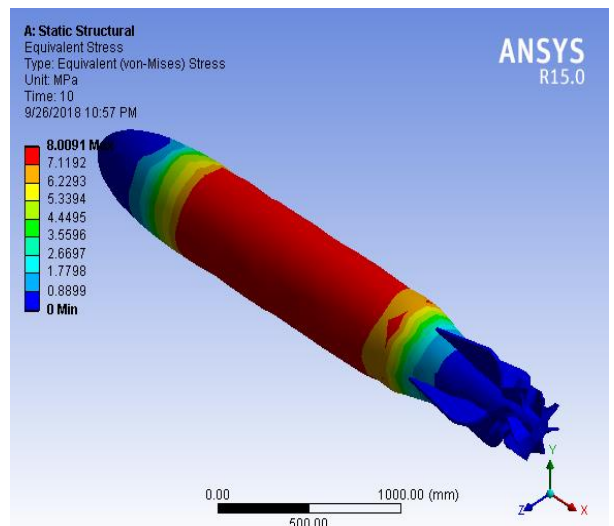 A: Static Structural
Equivalent Stress
Type: Equivalent (von-Mises) Stress
Unit: MPa
Time: 10
9/26/2018 10:57 PM
ANSYS
R15.0
8.0091 Max
7.1192
6.2293
5.3394
4.4495
3.5596
2.6697
1.7798
0.8899
0 Min
0.00
1000.00 (mm)
500.00
Y
Z
X